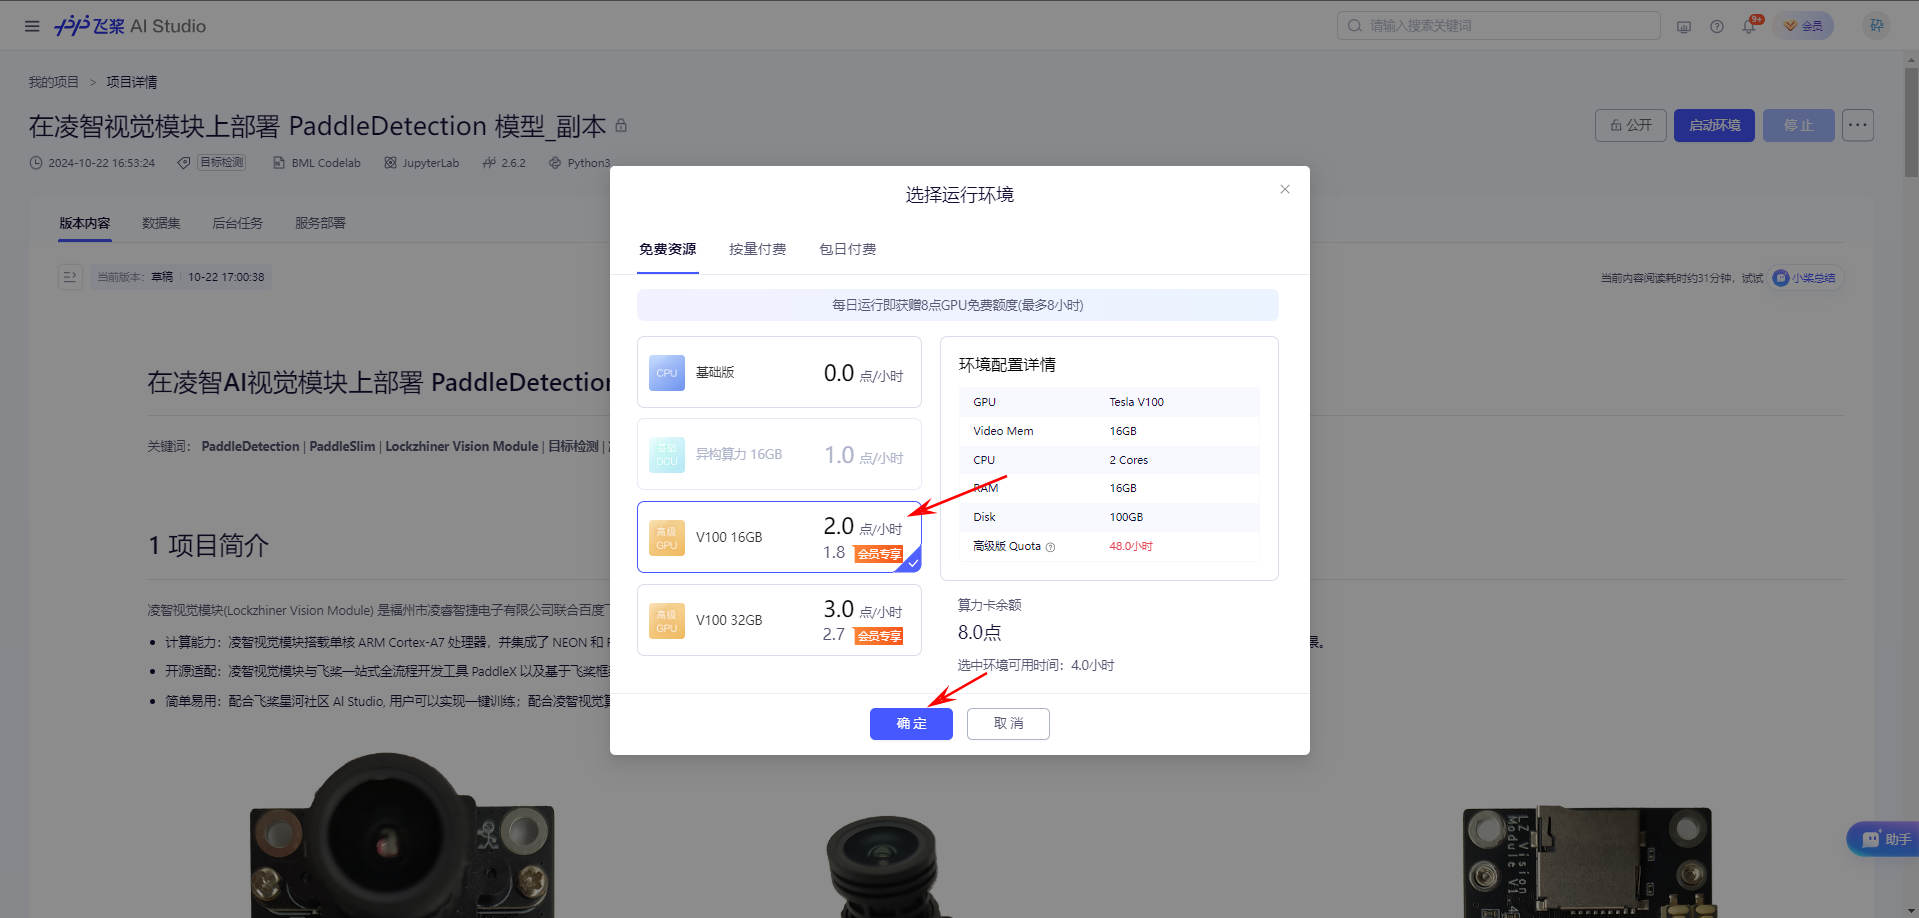 飞桨 AI Studio
请输入搜索关键词
9+
会员
我的项目 > 项目详情
在凌智视觉模块上部署 PaddleDetection 模型_副本
公开
启动环境
停 止
2024-10-22 16:53:24
目标检测
BML Codelab
JupyterLab
2.6.2
Python3
版本内容
数据集
后台任务
服务部署
当前版本: 草稿
10-22 17:00:38
当前内容阅读耗时约31分钟，试试
小桨总结
在凌智AI视觉模块上部署 PaddleDetection
关键词: PaddleDetection | PaddleSlim | Lockzhiner Vision Module | 目标检测 |
1 项目简介
凌智视觉模块(Lockzhiner Vision Module) 是福州市凌睿智捷电子有限公司联合百度
计算能力：凌智视觉模块搭载单核 ARM Cortex-A7 处理器，并集成了 NEON 和
景。
开源适配：凌智视觉模块与飞桨一站式全流程开发工具 PaddleX 以及基于飞桨框
简单易用：配合飞桨星河社区 AI Studio, 用户可以实现一键训练；配合凌智视觉
选择运行环境
免费资源
按量付费
包日付费
每日运行即获赠8点GPU免费额度(最多8小时)
CPU
基础版
0.0 点/小时
基础
DCU
异构算力 16GB
1.0 点/小时
高级
GPU
V100 16GB
2.0 点/小时
1.8 会员专享
高级
GPU
V100 32GB
3.0 点/小时
2.7 会员专享
环境配置详情
GPU Tesla V100
Video Mem 16GB
CPU 2 Cores
RAM 16GB
Disk 100GB
高级版 Quota 48.0小时
算力卡余额
8.0点
选中环境可用时间：4.0小时
确 定
取 消
LZ Vision
Module V1.4
助手